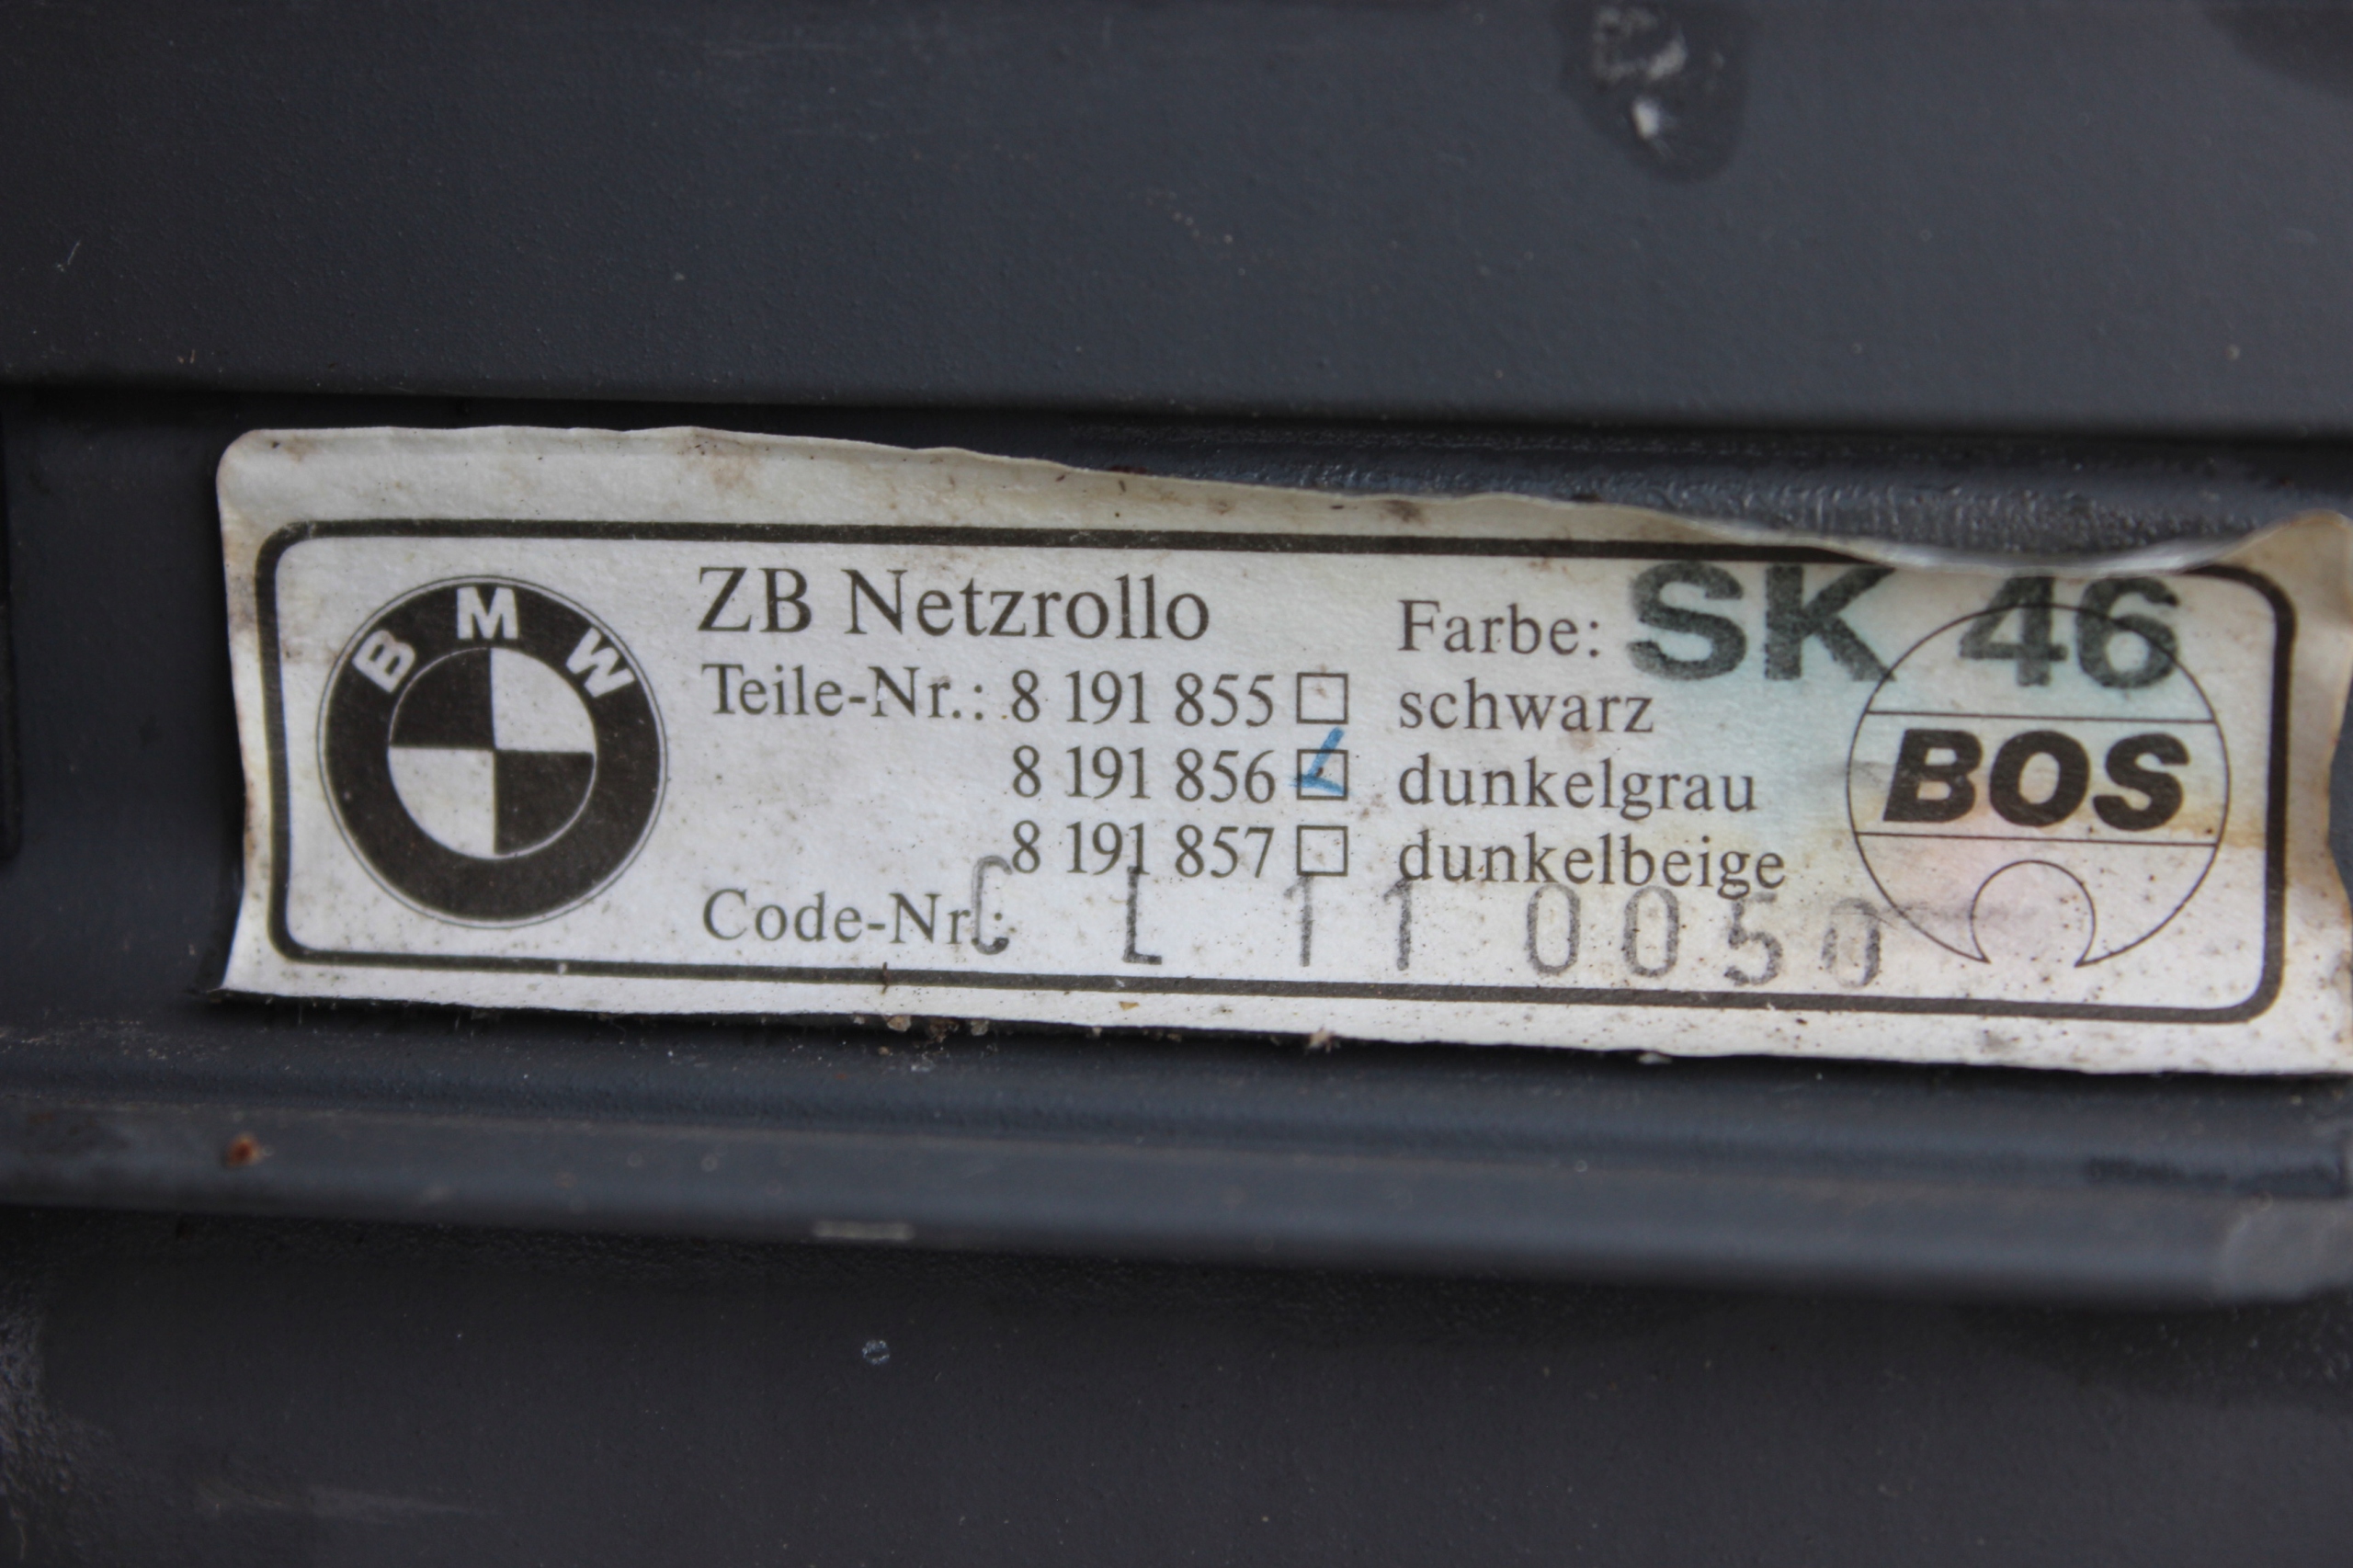 BMW
ZB Netzrollo
Farbe: SK 46
Teile-Nr.: 8 191 855 ☐ schwarz
8 191 856 ☑ dunkelgrau
8 191 857 ☐ dunkelbeige
BOS
Code-Nr.: C L 11 0050